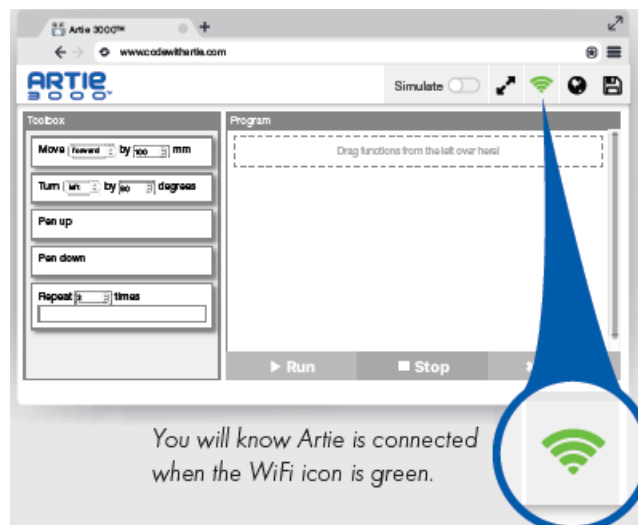 Artie 3000™
www.codewithartie.com
ARTIE
3000
Simulate
Toolbox
Program
Move forward by 100 mm
Drag functions from the left over here!
Turn left by 90 degrees
Pen up
Pen down
Repeat times
Run
Stop
You will know Artie is connected
when the WiFi icon is green.